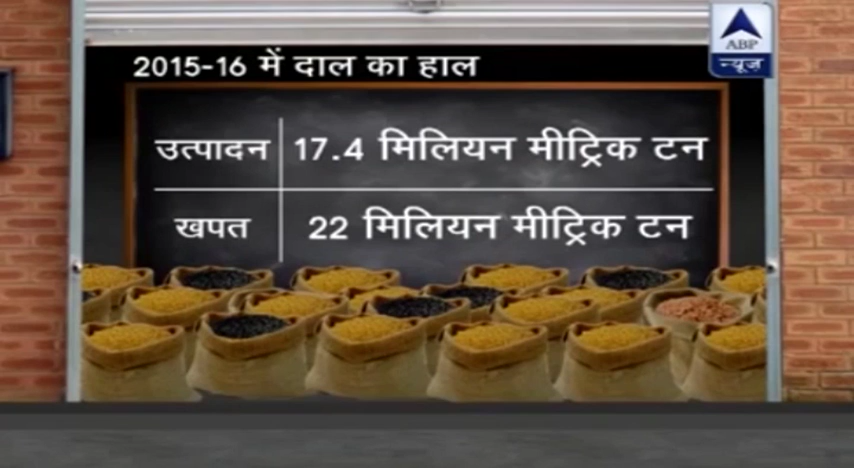 2015-16 में दाल का हाल
ABP
न्यूज़
उत्पादन 17.4 मिलियन मीट्रिक टन
खपत 22 मिलियन मीट्रिक टन